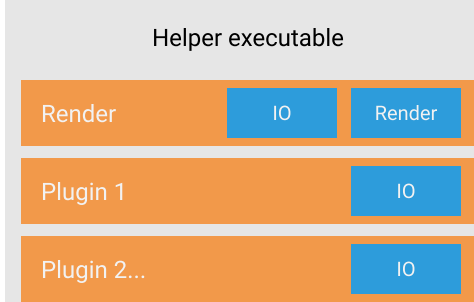 Helper executable
Render IO Render
Plugin 1 IO
Plugin 2... IO